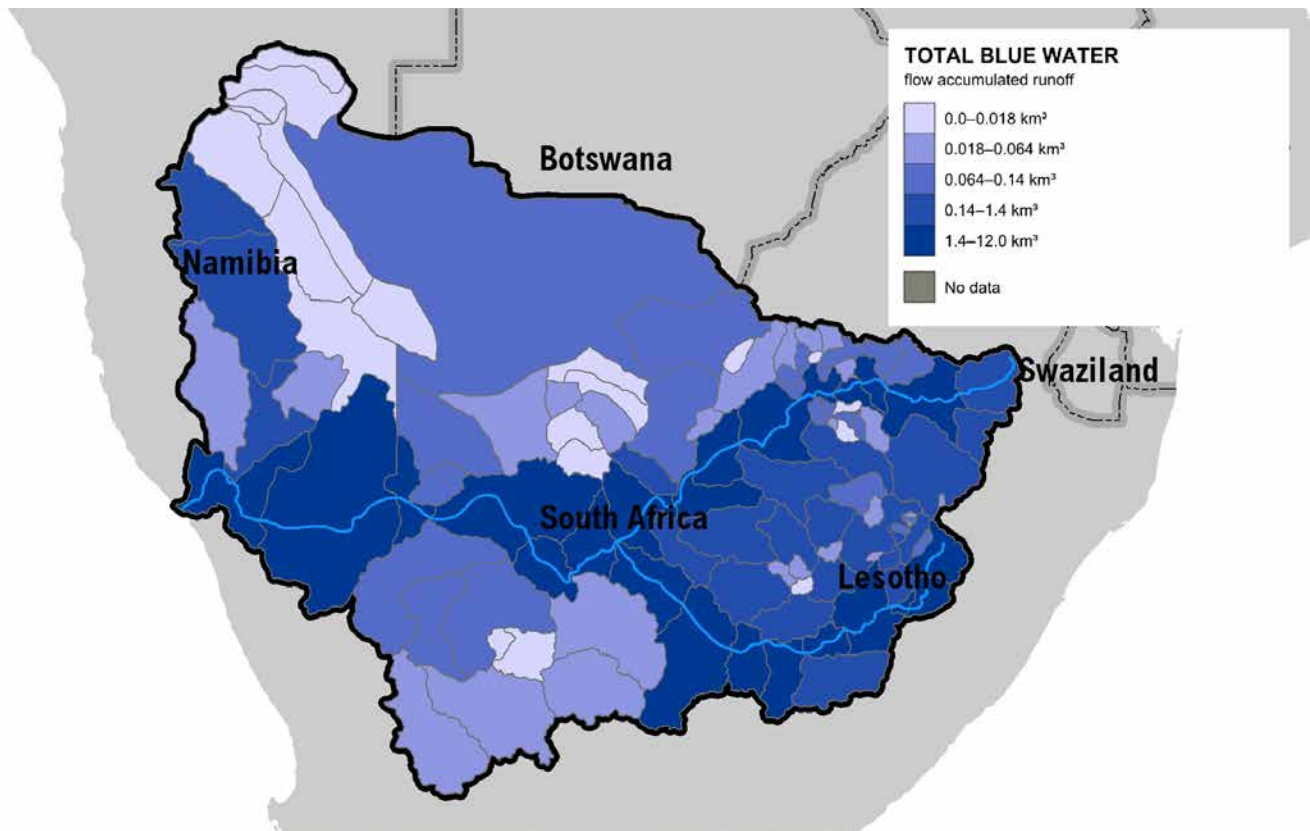 TOTAL BLUE WATER
flow accumulated runoff
0.0–0.018 km³
0.018–0.064 km³
0.064–0.14 km³
0.14–1.4 km³
1.4–12.0 km³
No data
Botswana
Namibia
Swaziland
South Africa
Lesotho